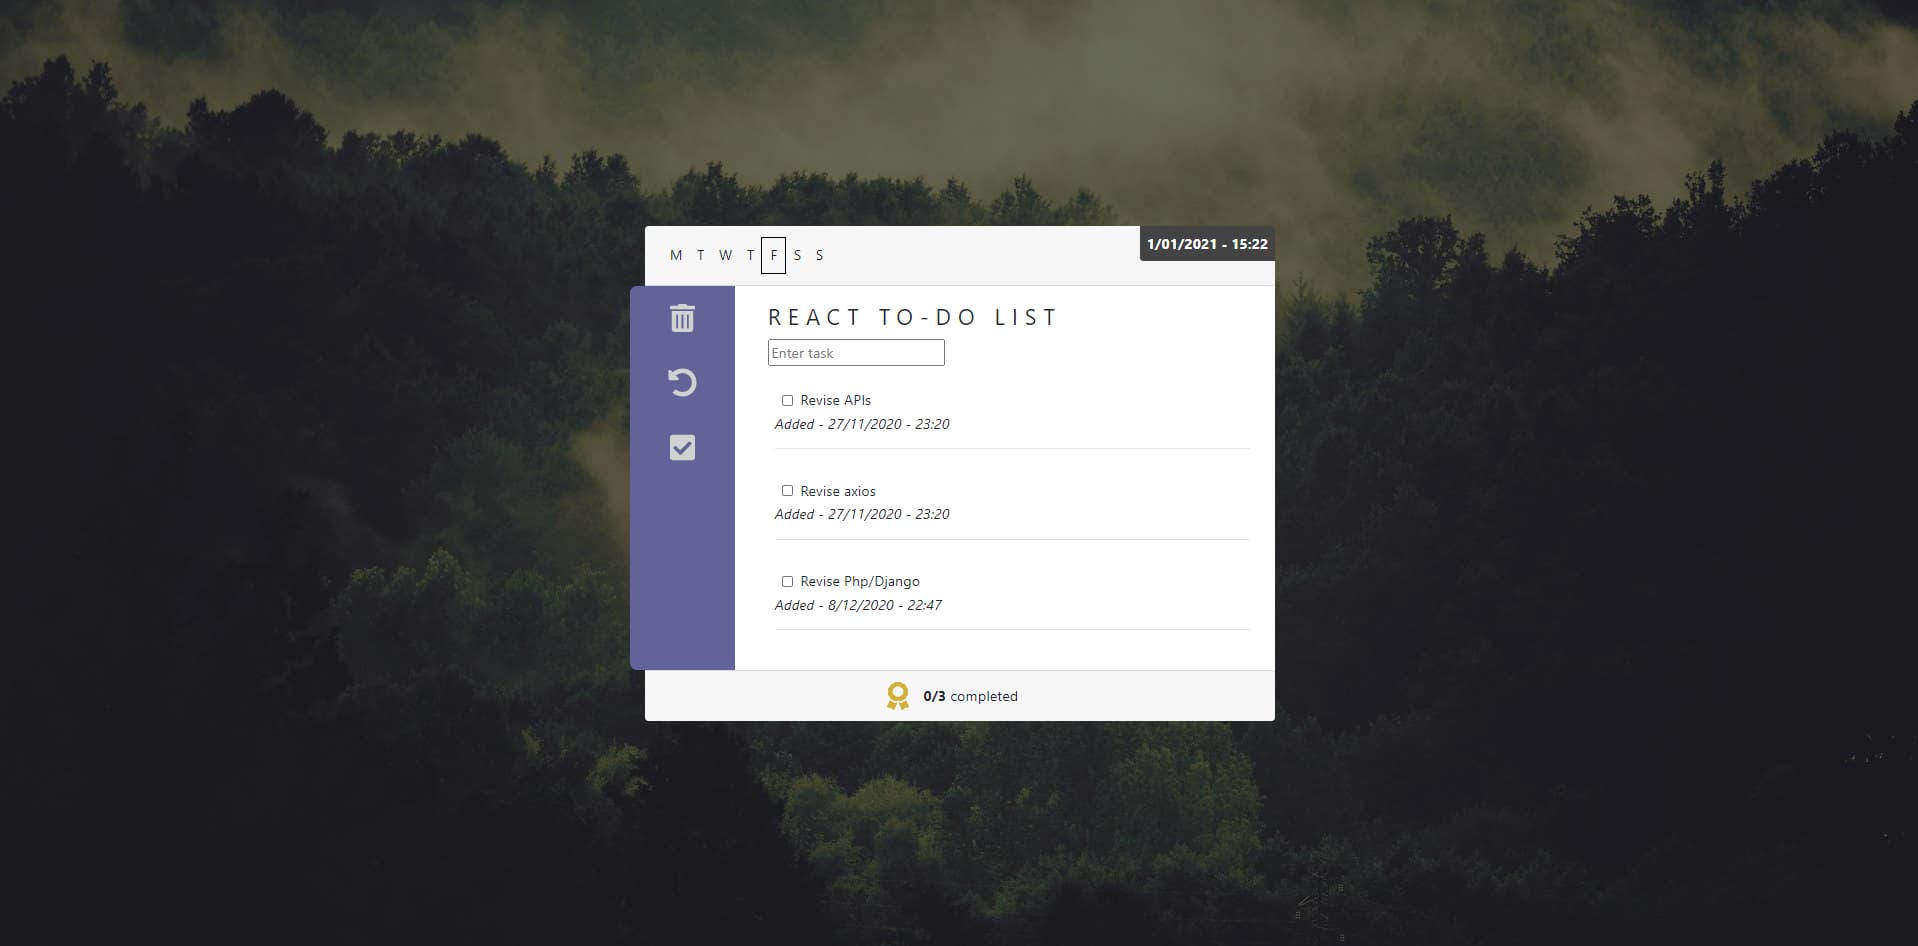 M T W T F S S
1/01/2021 - 15:22
REACT TO-DO LIST
Enter task
Revise APIs
Added - 27/11/2020 - 23:20
Revise axios
Added - 27/11/2020 - 23:20
Revise Php/Django
Added - 8/12/2020 - 22:47
0/3 completed